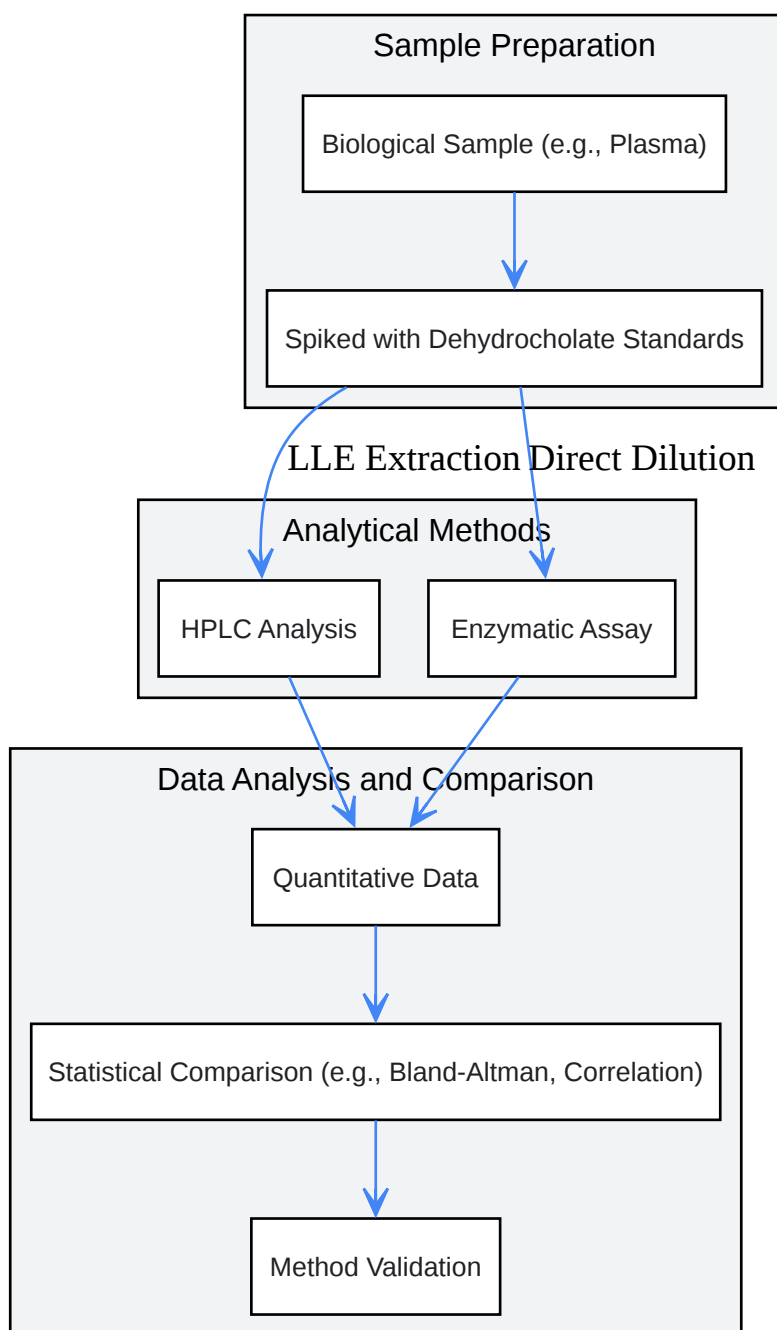 Sample Preparation
Biological Sample (e.g., Plasma)
Spiked with Dehydrocholate Standards
LLE Extraction
Direct Dilution
Analytical Methods
HPLC Analysis
Enzymatic Assay
Data Analysis and Comparison
Quantitative Data
Statistical Comparison (e.g., Bland-Altman, Correlation)
Method Validation